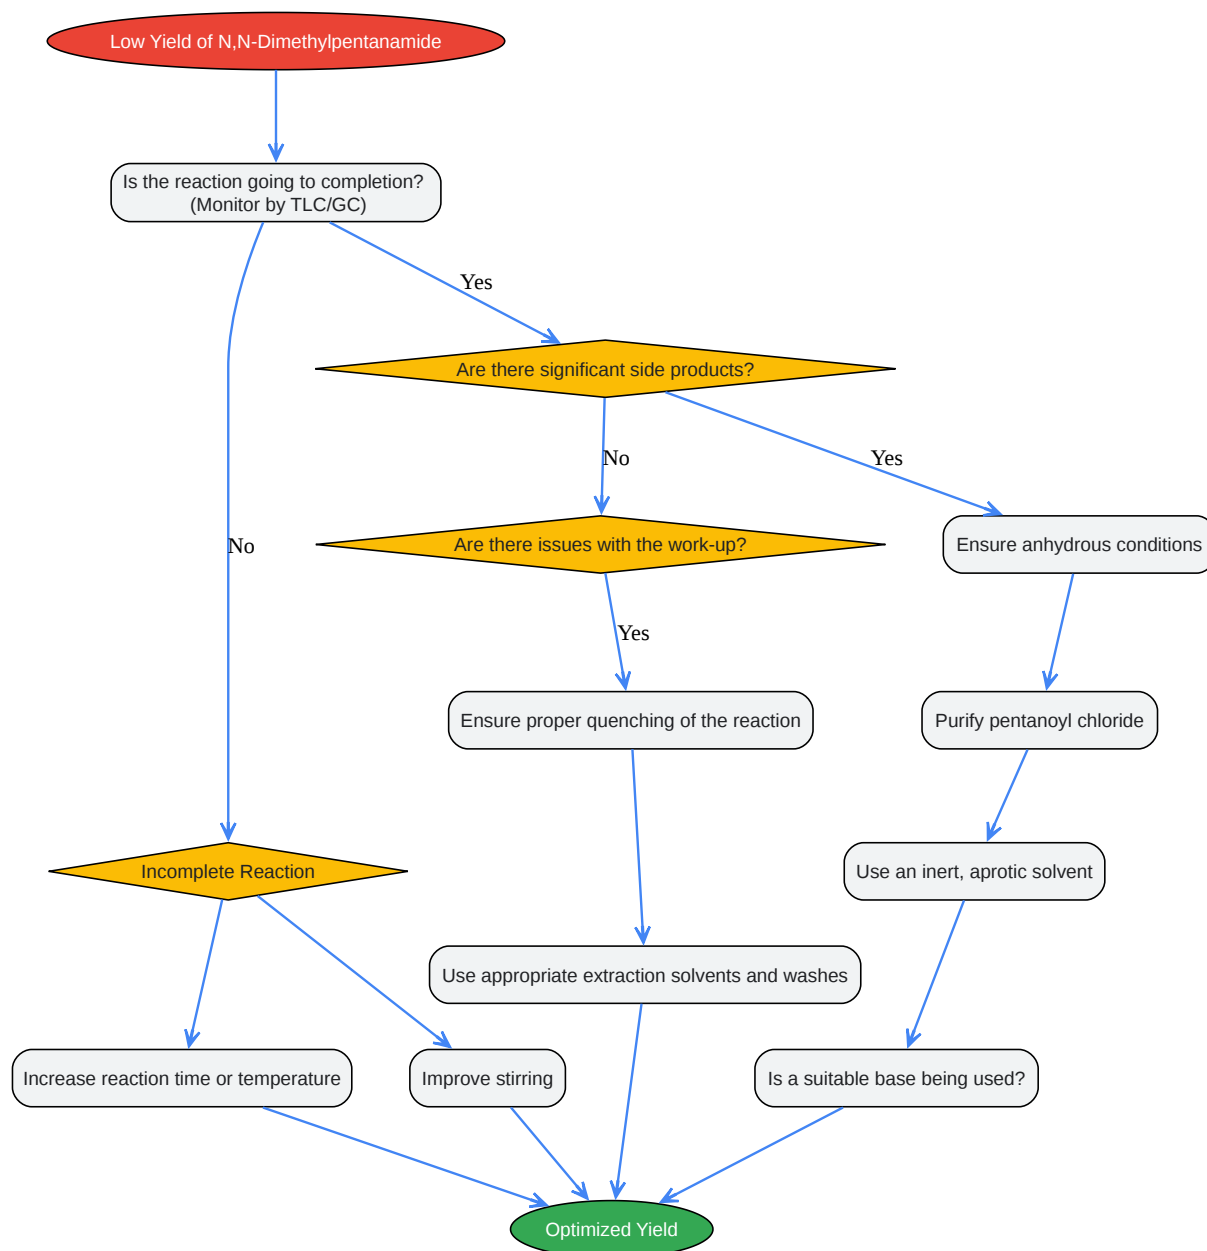 Low Yield of N,N-Dimethylpentanamide
Is the reaction going to completion?
(Monitor by TLC/GC)
Yes
Are there significant side products?
No
Yes
No
Are there issues with the work-up?
Ensure anhydrous conditions
Yes
Ensure proper quenching of the reaction
Purify pentanoyl chloride
Incomplete Reaction
Use an inert, aprotic solvent
Use appropriate extraction solvents and washes
Increase reaction time or temperature
Improve stirring
Is a suitable base being used?
Optimized Yield